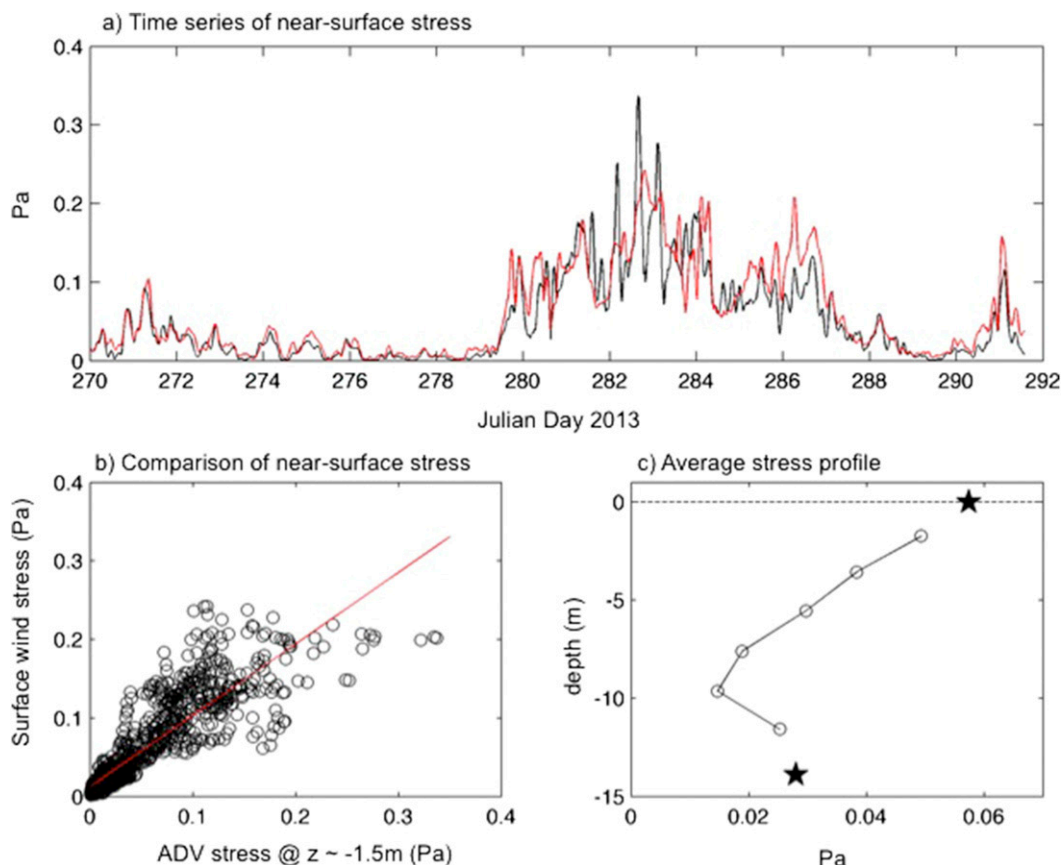 a) Time series of near-surface stress
0.4
0.3
0.2
0.1
0
Pa
270 272 274 276 278 280 282 284 286 288 290 292
Julian Day 2013
b) Comparison of near-surface stress
0.4
0.3
0.2
0.1
0
Surface wind stress (Pa)
0 0.1 0.2 0.3 0.4
ADV stress @ z ~ -1.5m (Pa)
c) Average stress profile
0
-5
-10
-15
depth (m)
0 0.02 0.04 0.06
Pa